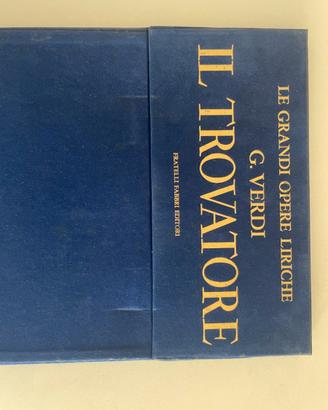 LE GRANDI OPERE LIRICHE
G. VERDI
IL TROVATORE
FRATELLI FABBRI EDITORI